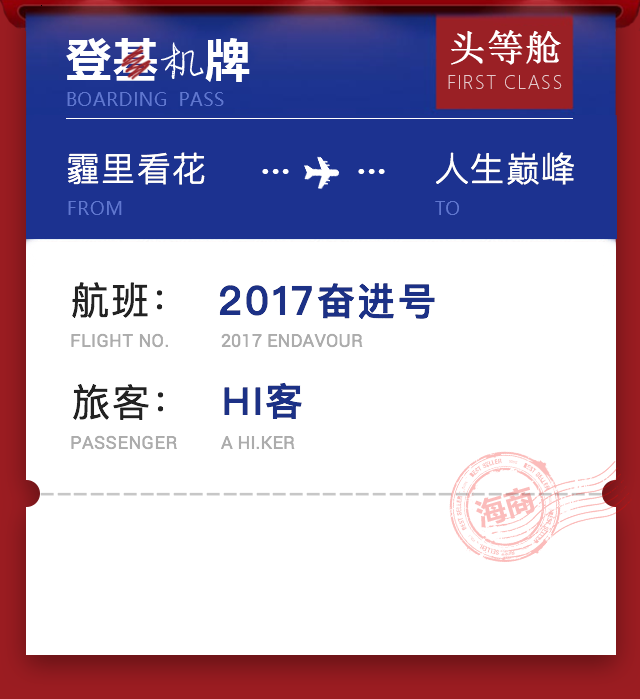 登基机牌
BOARDING PASS
头等舱
FIRST CLASS
霾里看花
人生巅峰
FROM
TO
航班： 2017奋进号
FLIGHT NO. 2017 ENDAVOUR
旅客： HI客
PASSENGER A HI.KER
海商
BEST SELLER